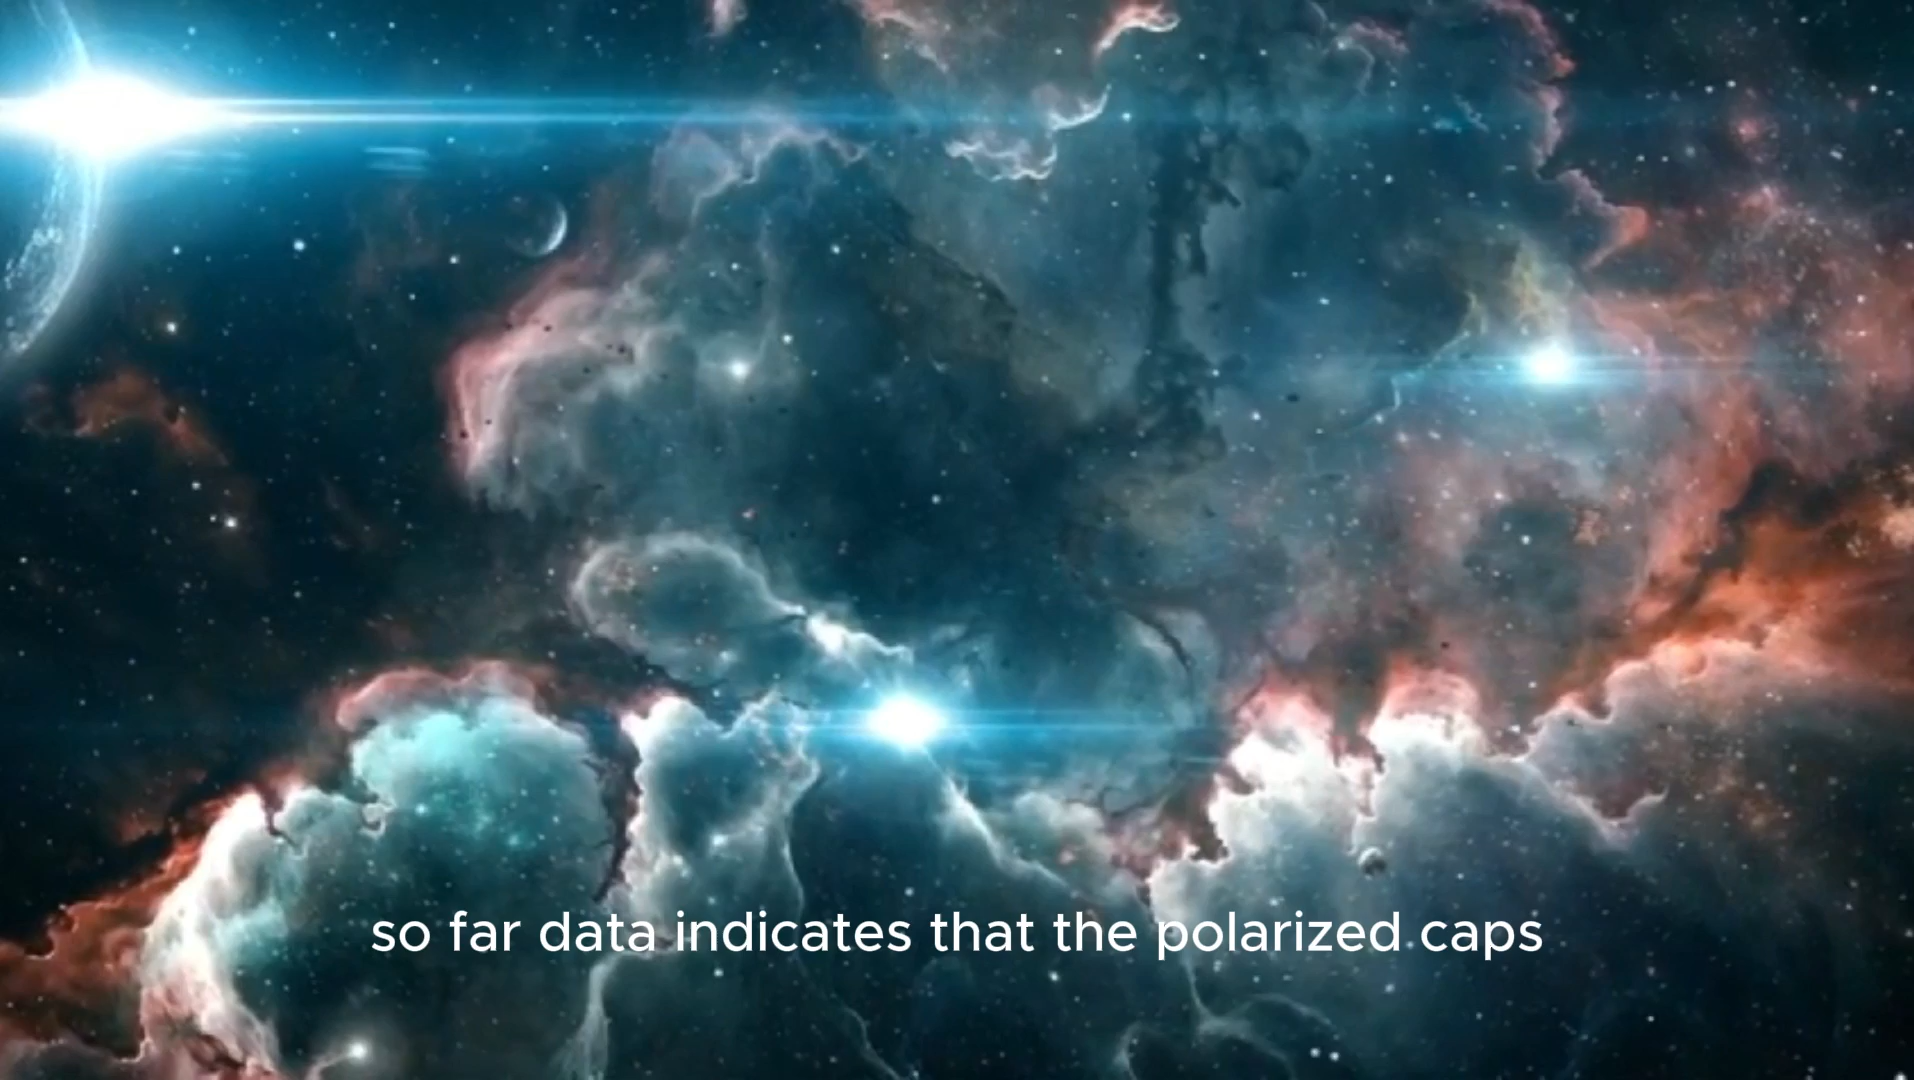 so far data indicates that the polarized caps